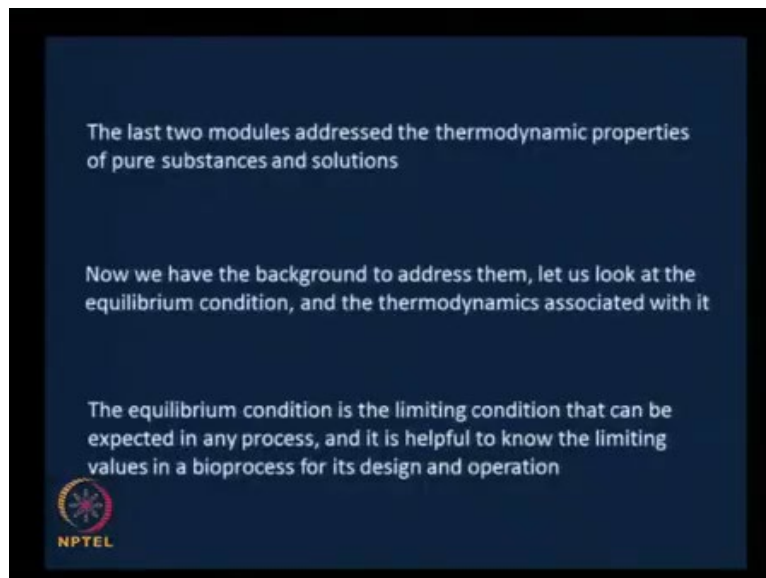 The last two modules addressed the thermodynamic properties
of pure substances and solutions
Now we have the background to address them, let us look at the
equilibrium condition, and the thermodynamics associated with it
The equilibrium condition is the limiting condition that can be
expected in any process, and it is helpful to know the limiting
values in a bioprocess for its design and operation
NPTEL